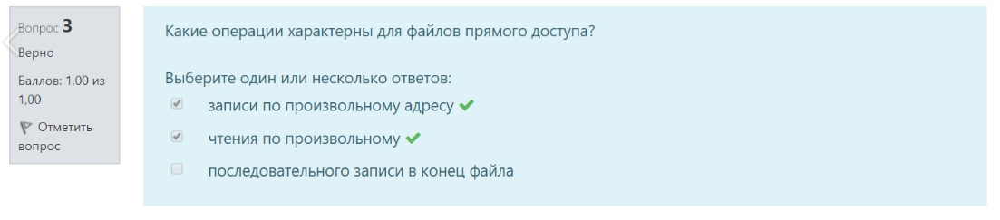 Вопрос 3
Верно
Баллов: 1,00 из
1,00
Отметить
вопрос
Какие операции характерны для файлов прямого доступа?
Выберите один или несколько ответов:
записи по произвольному адресу
чтения по произвольному
последовательного записи в конец файла